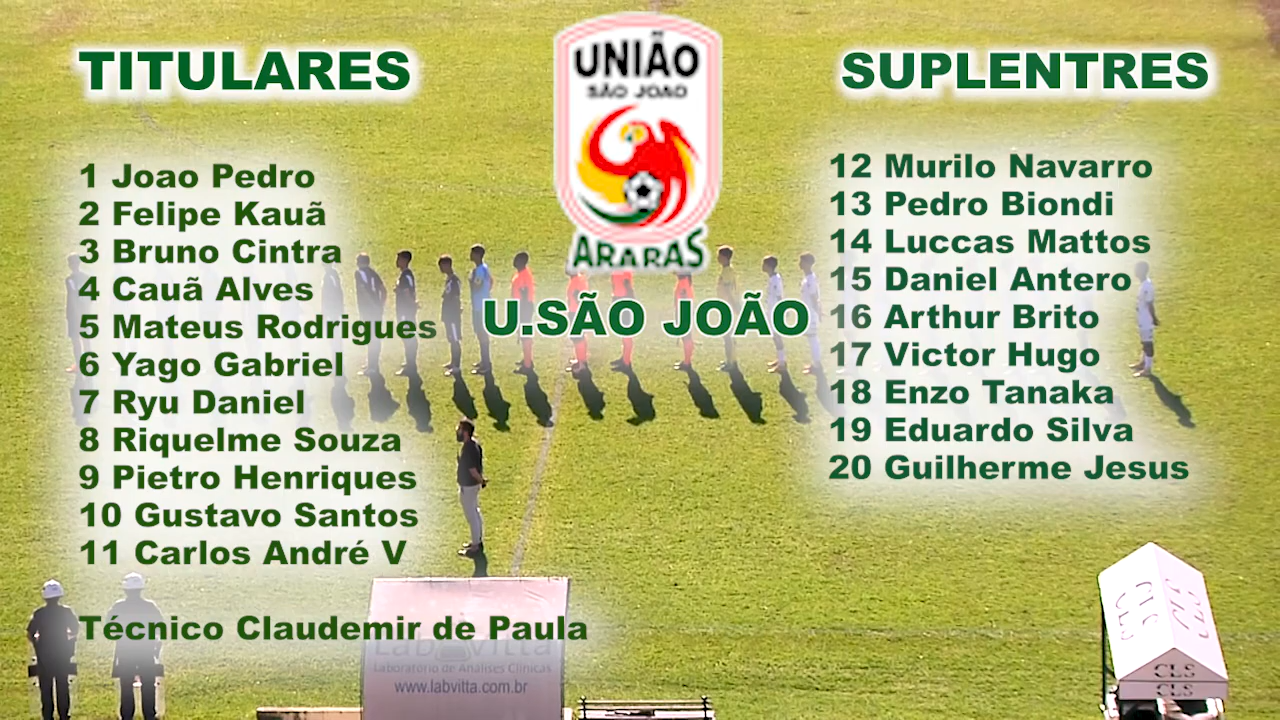 TITULARES
1 Joao Pedro
2 Felipe Kauã
3 Bruno Cintra
4 Cauã Alves
5 Mateus Rodrigues
6 Yago Gabriel
7 Ryu Daniel
8 Riquelme Souza
9 Pietro Henriques
10 Gustavo Santos
11 Carlos André V
Técnico Claudemir de Paula
UNIÃO
SÃO JOAO
ARARAS
U.SÃO JOÃO
SUPLENTRES
12 Murilo Navarro
13 Pedro Biondi
14 Luccas Mattos
15 Daniel Antero
16 Arthur Brito
17 Victor Hugo
18 Enzo Tanaka
19 Eduardo Silva
20 Guilherme Jesus
Labvitta
Laboratório de Análises Clínicas
www.labvitta.com.br
CLS
CLS
CLS
CLS